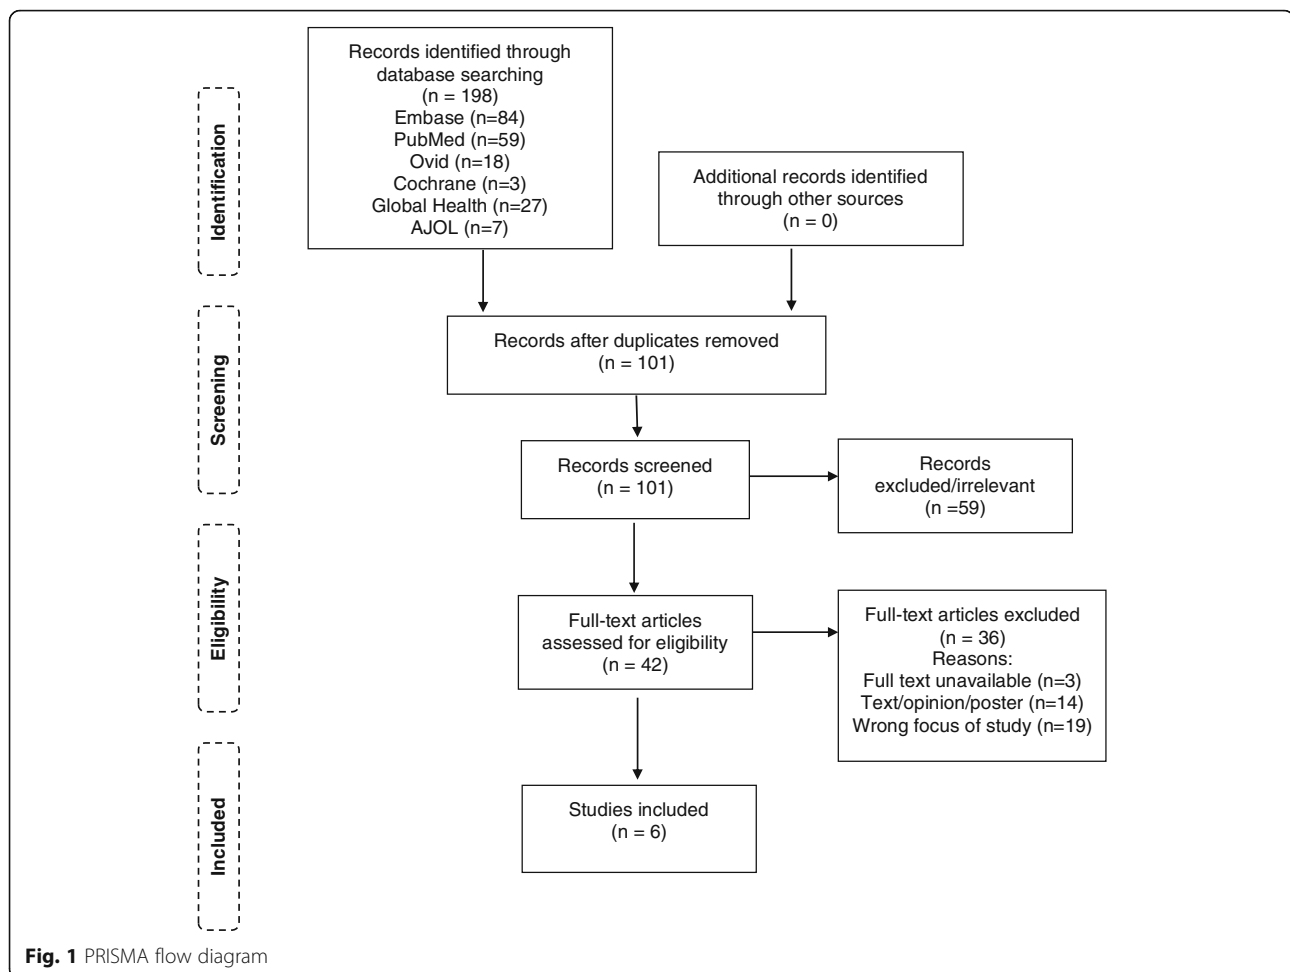 Records identified through
database searching
(n = 198)
Embase (n=84)
PubMed (n=59)
Ovid (n=18)
Cochrane (n=3)
Global Health (n=27)
AJOL (n=7)
Additional records identified
through other sources
(n = 0)
Identification
Records after duplicates removed
(n = 101)
Screening
Records screened
(n = 101)
Records
excluded/irrelevant
(n =59)
Eligibility
Full-text articles
assessed for eligibility
(n = 42)
Full-text articles excluded
(n = 36)
Reasons:
Full text unavailable (n=3)
Text/opinion/poster (n=14)
Wrong focus of study (n=19)
Included
Studies included
(n = 6)
Fig. 1 PRISMA flow diagram